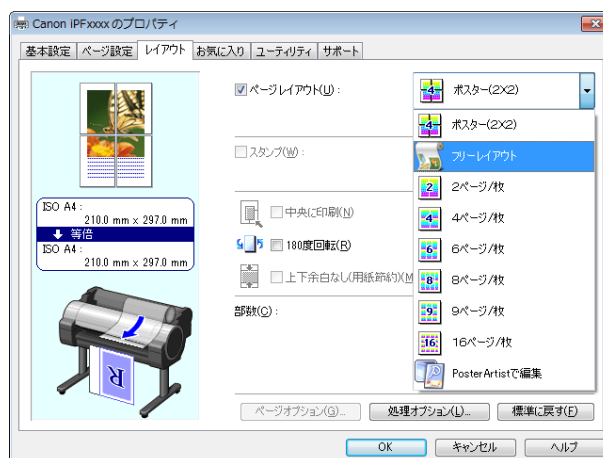 Canon iPFxxxx のプロパティ
基本設定 ページ設定 レイアウト お気に入り ユーティリティ サポート
ページレイアウト(U) :
ポスター(2X2)
ポスター(2X2)
フリーレイアウト
2ページ/枚
4ページ/枚
6ページ/枚
8ページ/枚
9ページ/枚
16ページ/枚
PosterArtistで編集
スタンプ(W) :
ISO A4 :
210.0 mm x 297.0 mm
等倍
ISO A4 :
210.0 mm x 297.0 mm
中央に印刷(N)
180度回転(R)
上下余白なし(用紙節約)(M
部数(C) :
ページオプション(G)... 処理オプション(L)... 標準に戻す(F)
OK キャンセル ヘルプ